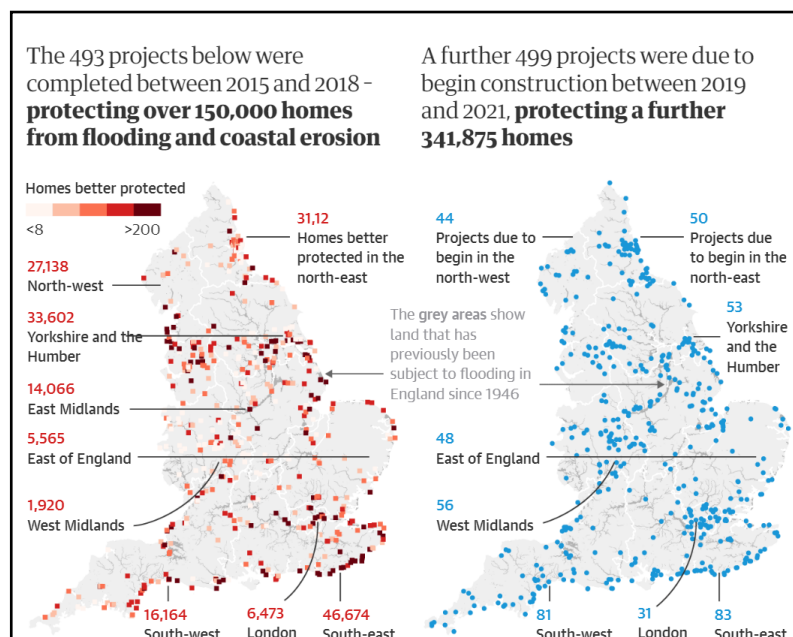 The 493 projects below were
completed between 2015 and 2018 –
protecting over 150,000 homes
from flooding and coastal erosion
Homes better protected
<8
>200
31,12
Homes better
protected in the
north-east
27,138
North-west
33,602
Yorkshire and the
Humber
14,066
East Midlands
5,565
East of England
1,920
West Midlands
16,164
South-west
6,473
London
46,674
South-east
The grey areas show
land that has
previously been
subject to flooding in
England since 1946
A further 499 projects were due to
begin construction between 2019
and 2021, protecting a further
341,875 homes
44
Projects due to
begin in the
north-west
50
Projects due
to begin in the
north-east
53
Yorkshire
and the
Humber
48
East of England
56
West Midlands
81
South-west
31
London
83
South-east